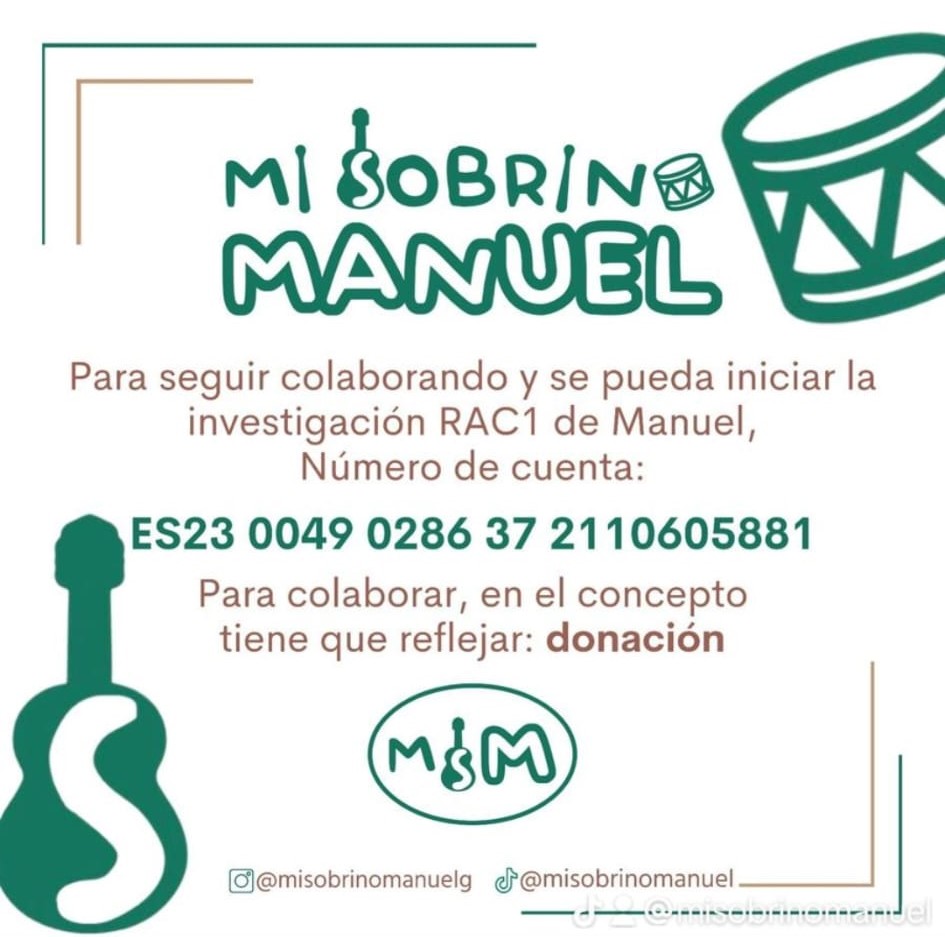 MI SOBRINO
MANUEL
Para seguir colaborando y se pueda iniciar la
investigación RAC1 de Manuel,
Número de cuenta:
ES23 0049 0286 37 2110605881
Para colaborar, en el concepto
tiene que reflejar: donación
MSM
@misobrinomanuelg @misobrinomanuel
@misobrinomanuel